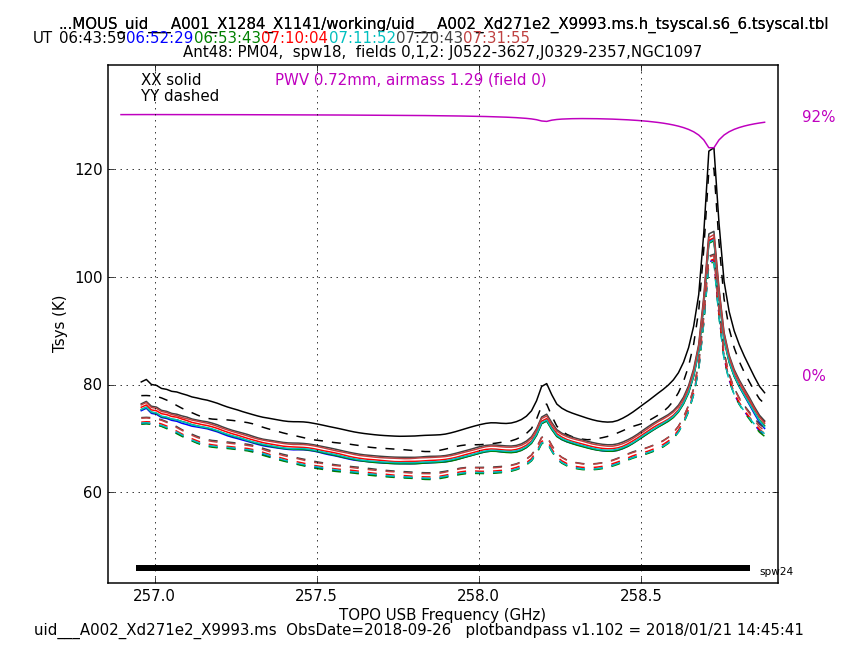 ...MOUS_uid___A001_X1284_X1141/working/uid___A002_Xd271e2_X9993.ms.h_tsyscal.s6_6.tsyscal.tbl
UT 06:43:59 06:52:29 06:53:43 07:10:04 07:11:52 07:20:43 07:31:55
Ant48: PM04,  spw18,  fields 0,1,2: J0522-3627,J0329-2357,NGC1097
XX solid
PWV 0.72mm, airmass 1.29 (field 0)
YY dashed
92%
120
100
Tsys (K)
0%
80
60
spw24
257.0 257.5 258.0 258.5
TOPO USB Frequency (GHz)
uid___A002_Xd271e2_X9993.ms  ObsDate=2018-09-26   plotbandpass v1.102 = 2018/01/21 14:45:41